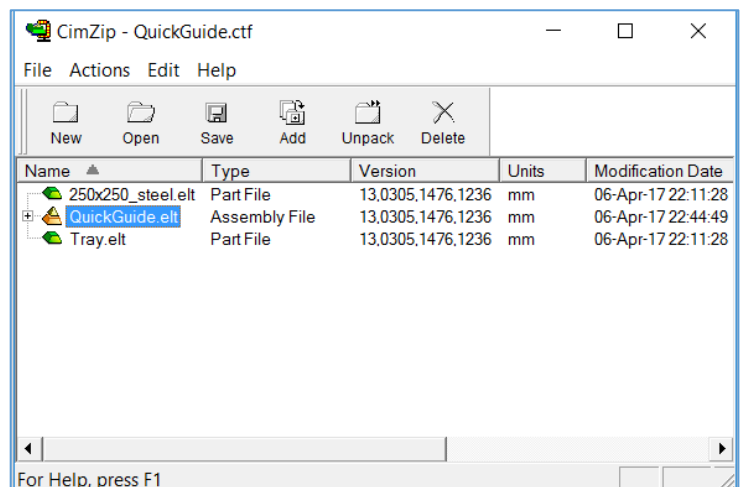 CimZip - QuickGuide.ctf
File Actions Edit Help
New Open Save Add Unpack Delete
Name Type Version Units Modification Date
250x250_steel.elt Part File 13,0305,1476,1236 mm 06-Apr-17 22:11:28
QuickGuide.elt Assembly File 13,0305,1476,1236 mm 06-Apr-17 22:44:49
Tray.elt Part File 13,0305,1476,1236 mm 06-Apr-17 22:11:28
For Help, press F1